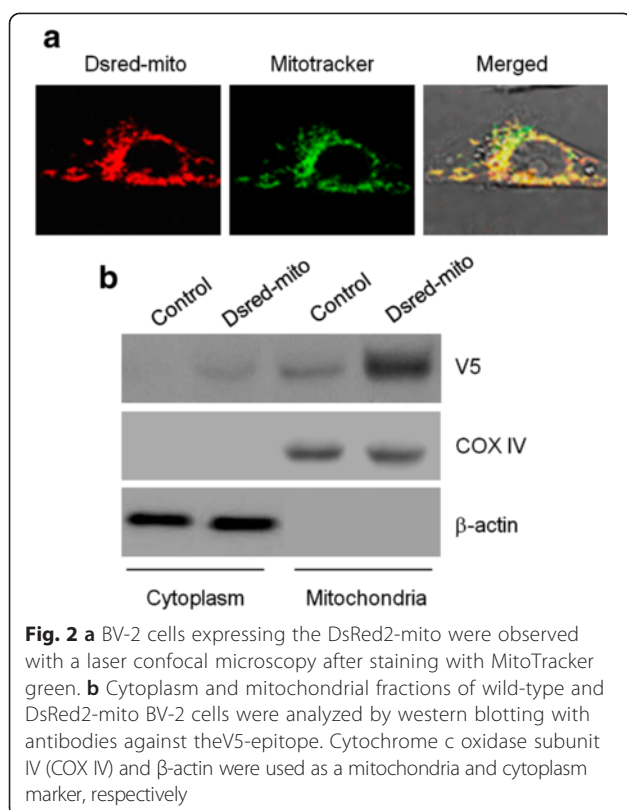 a
Dsred-mito Mitotracker Merged
b
Control Dsred-mito Control Dsred-mito
V5
COX IV
β-actin
Cytoplasm Mitochondria
Fig. 2 a BV-2 cells expressing the DsRed2-mito were observed
with a laser confocal microscopy after staining with MitoTracker
green. b Cytoplasm and mitochondrial fractions of wild-type and
DsRed2-mito BV-2 cells were analyzed by western blotting with
antibodies against theV5-epitope. Cytochrome c oxidase subunit
IV (COX IV) and β-actin were used as a mitochondria and cytoplasm
marker, respectively